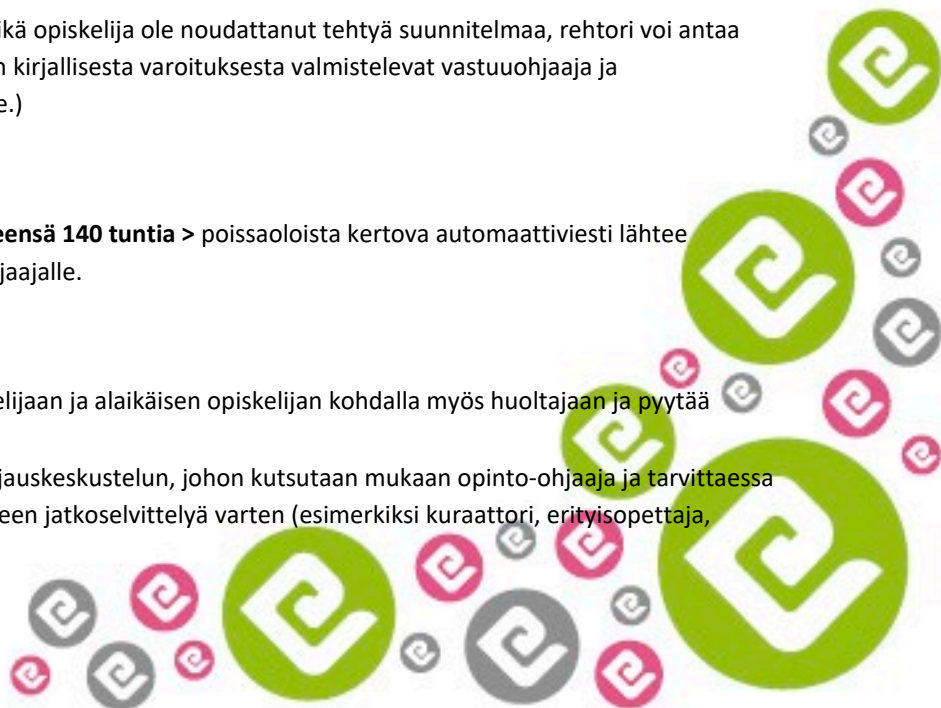 ikä opiskelija ole noudattanut tehtyä suunnitelmaa, rehtori voi antaa
n kirjallisesta varoituksesta valmistelevat vastuuohjaaja ja
e.)
eensä 140 tuntia > poissaoloista kertova automaattiviesti lähtee
jaajalle.
elijaan ja alaikäisen opiskelijan kohdalla myös huoltajaan ja pyytää
jauskeskustelun, johon kutsutaan mukaan opinto-ohjaaja ja tarvittaessa
een jatkoselvittelyä varten (esimerkiksi kuraattori, erityisopettaja,